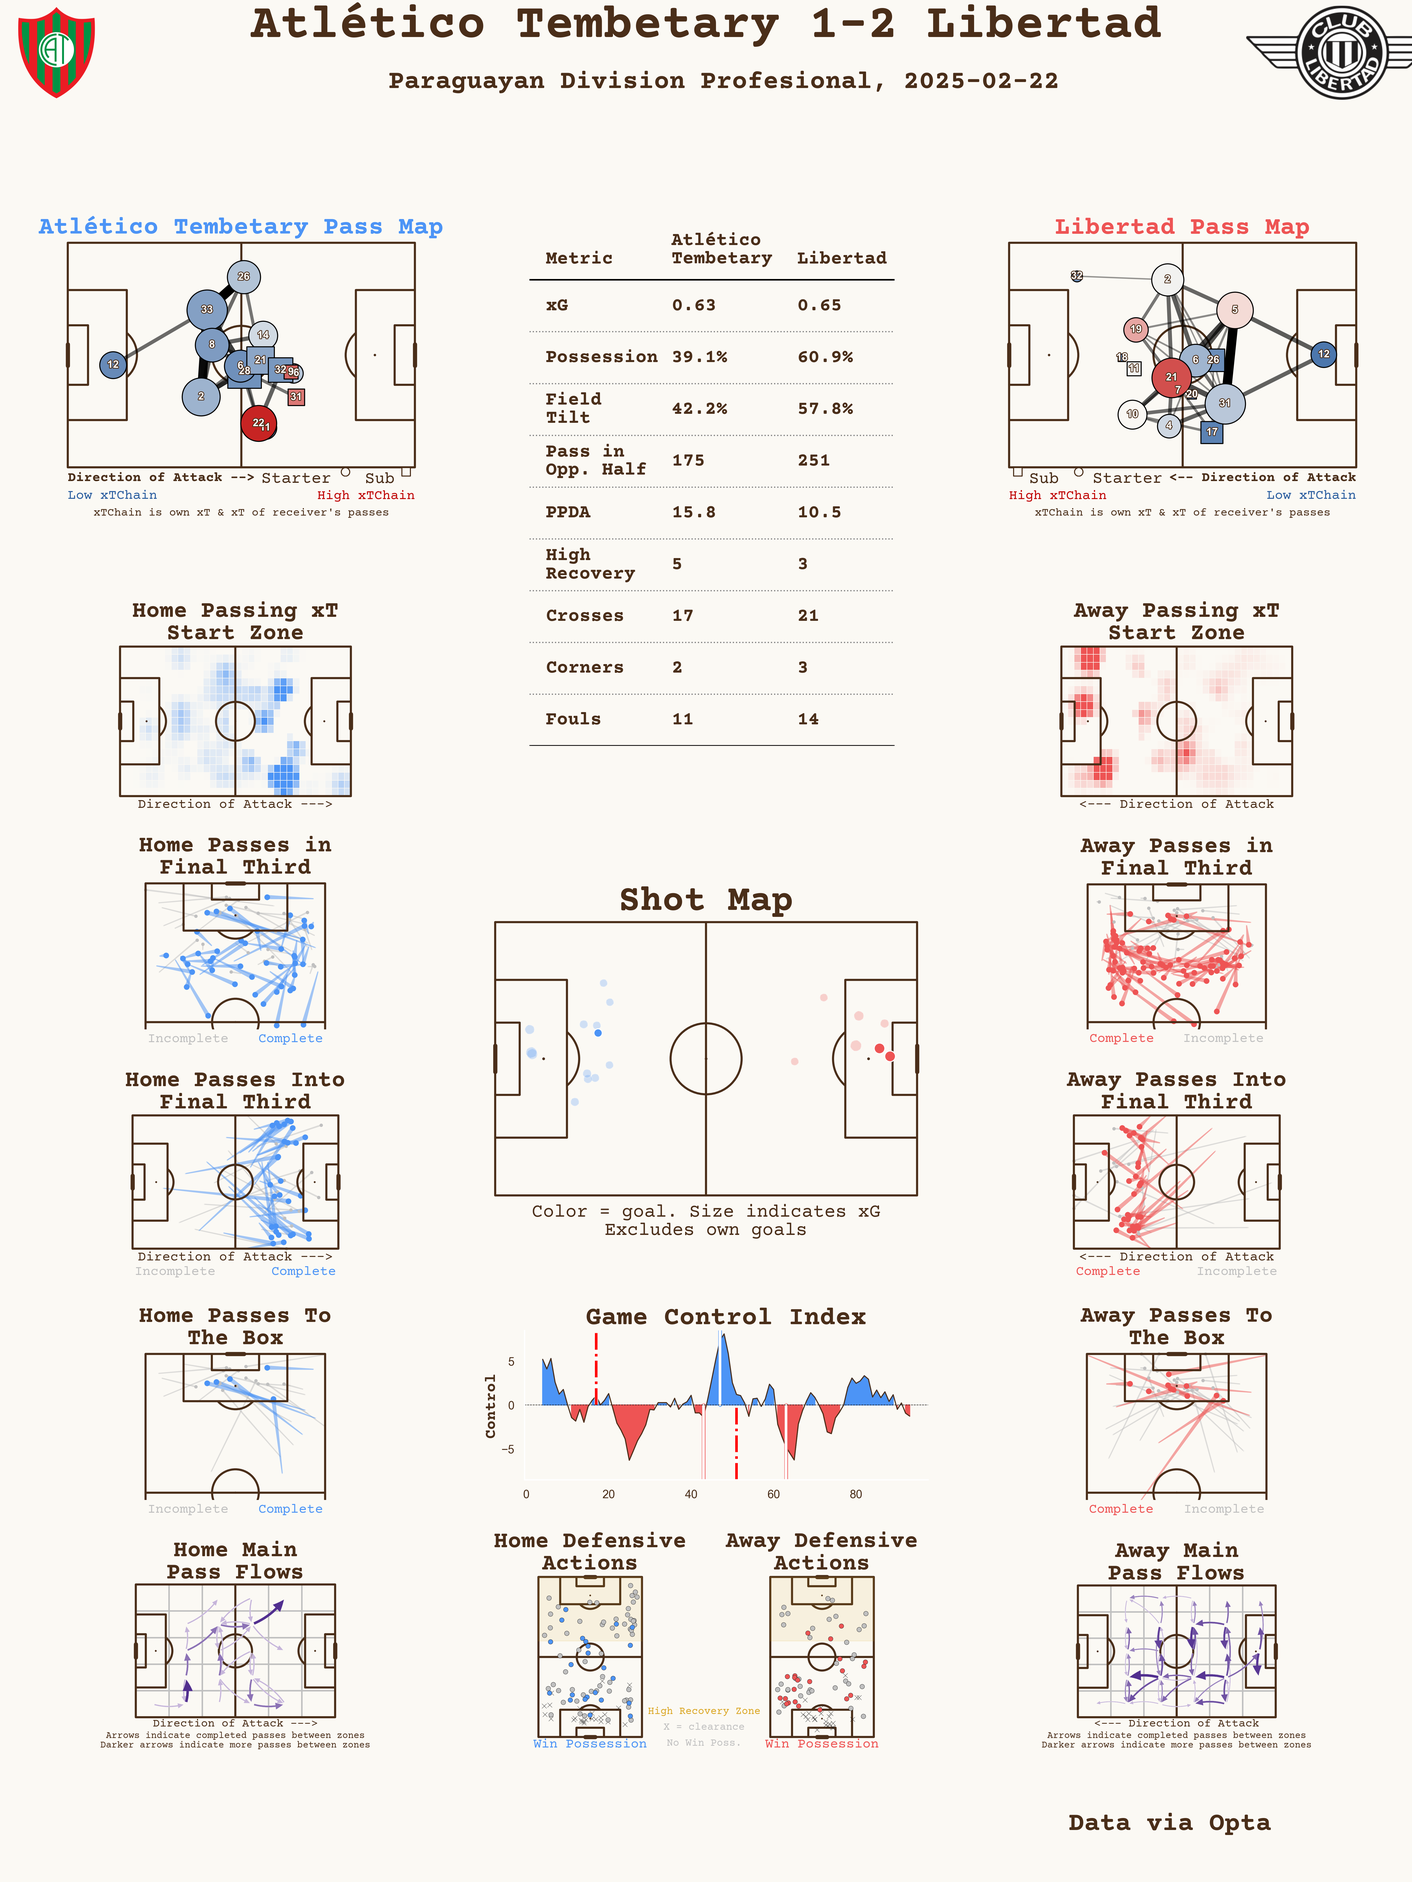 Atlético Tembetary 1-2 Libertad
Paraguayan Division Profesional, 2025-02-22
CAT
CLUB
LIBERTAD
Atlético Tembetary Pass Map
26
33
14
8
21
6
28
32
96
12
2
31
22
11
Direction of Attack --> Starter Sub
Low xTChain High xTChain
xTChain is own xT & xT of receiver's passes
Metric Atlético Tembetary Libertad
xG 0.63 0.65
Possession 39.1% 60.9%
Field Tilt 42.2% 57.8%
Pass in Opp. Half 175 251
PPDA 15.8 10.5
High Recovery 5 3
Crosses 17 21
Corners 2 3
Fouls 11 14
Libertad Pass Map
32
2
5
19
18
11
6
26
12
21
7
20
31
10
4
17
Sub Starter <-- Direction of Attack
High xTChain Low xTChain
xTChain is own xT & xT of receiver's passes
Home Passing xT
Start Zone
Direction of Attack --->
Away Passing xT
Start Zone
<--- Direction of Attack
Home Passes in
Final Third
Incomplete Complete
Away Passes in
Final Third
Complete Incomplete
Shot Map
Color = goal. Size indicates xG
Excludes own goals
Home Passes Into
Final Third
Direction of Attack --->
Incomplete Complete
Away Passes Into
Final Third
<--- Direction of Attack
Complete Incomplete
Home Passes To
The Box
Incomplete Complete
Game Control Index
Control
5
0
−5
0 20 40 60 80
Away Passes To
The Box
Complete Incomplete
Home Main
Pass Flows
Direction of Attack --->
Arrows indicate completed passes between zones
Darker arrows indicate more passes between zones
Home Defensive
Actions
Win Possession
High Recovery Zone
X = clearance
No Win Poss.
Away Defensive
Actions
Win Possession
Away Main
Pass Flows
<--- Direction of Attack
Arrows indicate completed passes between zones
Darker arrows indicate more passes between zones
Data via Opta